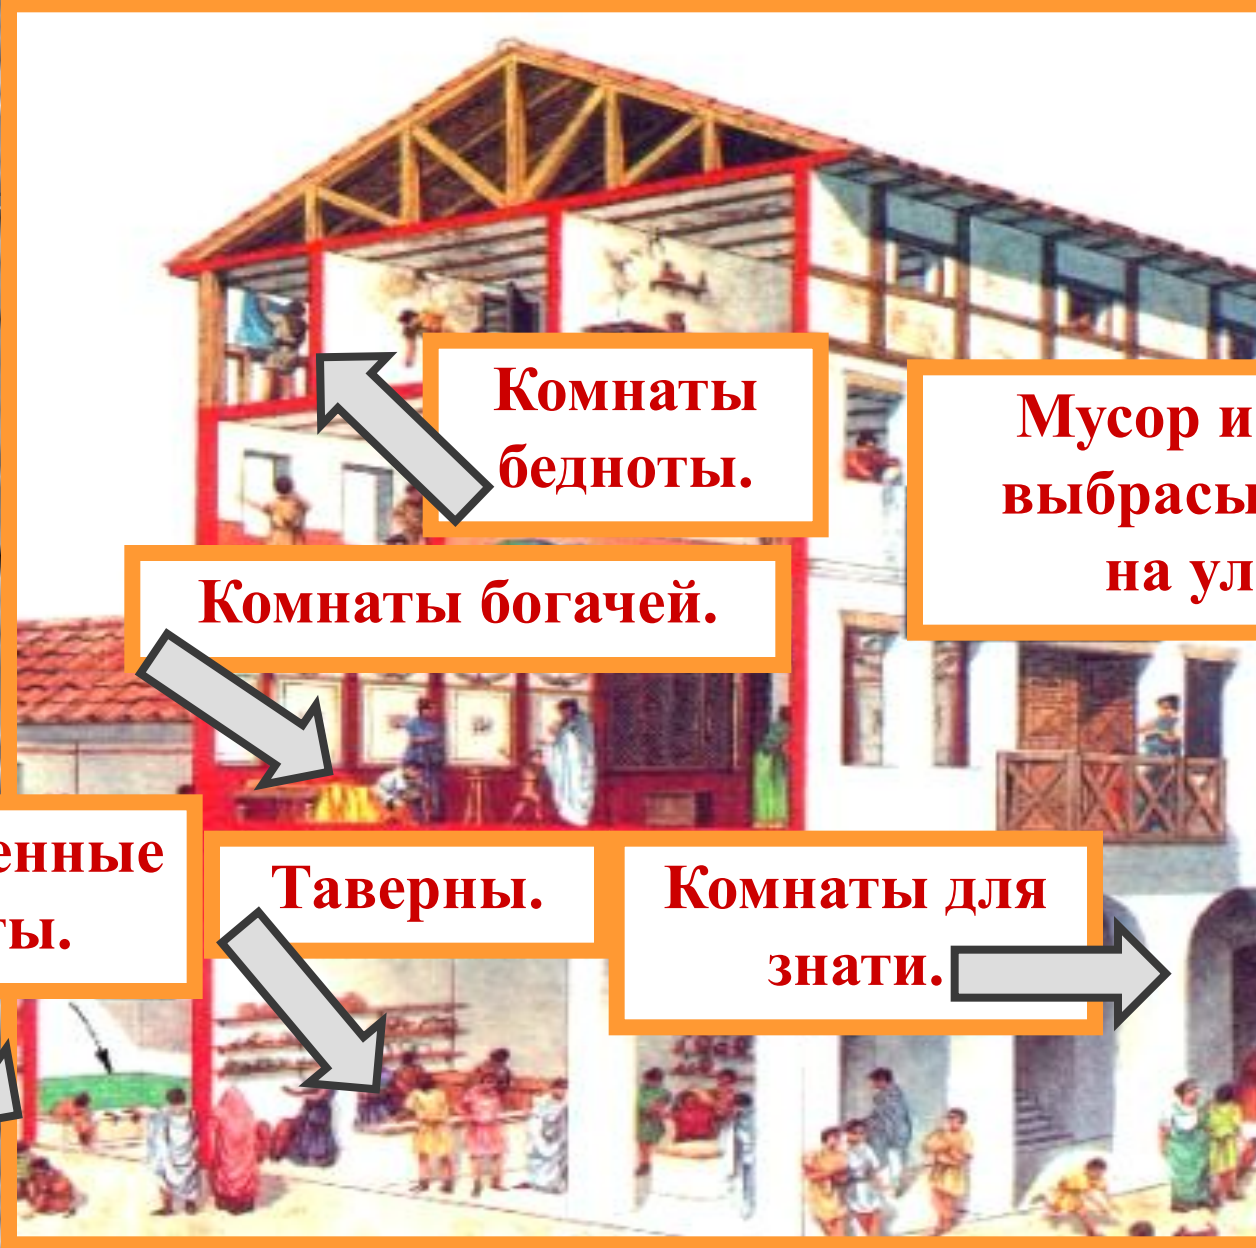 Комнаты
бедноты.
Мусор и
выбрасы
на ул
Комнаты богачей.
енные
ты.
Таверны.
Комнаты для
знати.